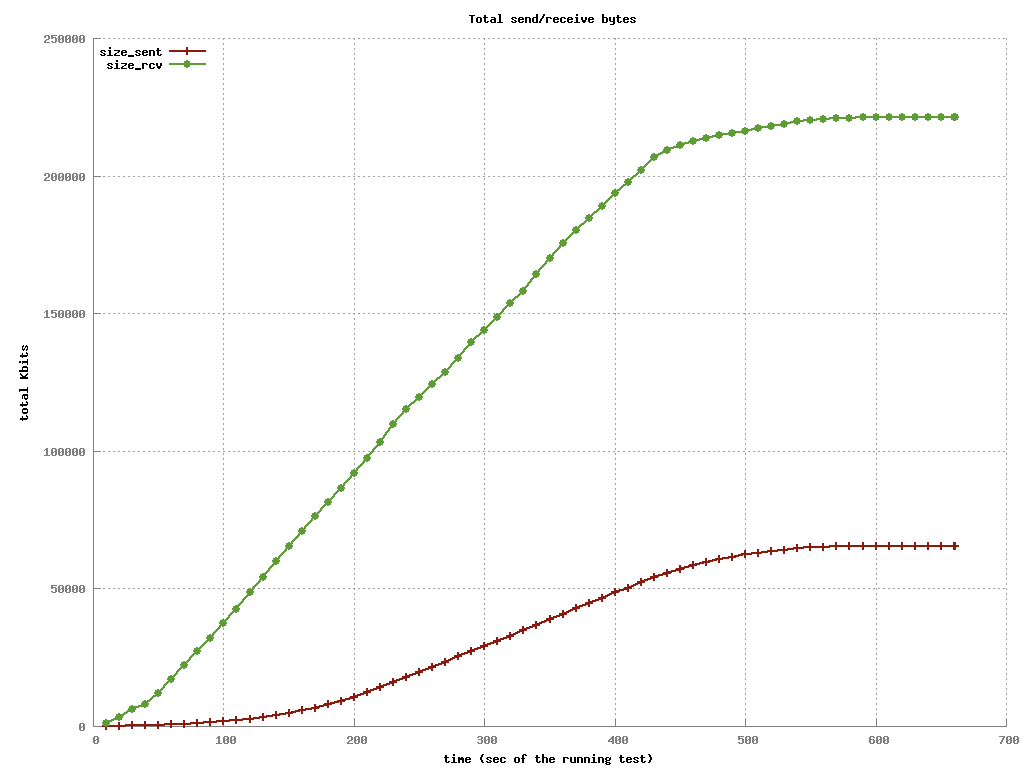 Total send/receive bytes
250000
size_sent
size_rcv
200000
150000
total Kbits
100000
50000
0
0 100 200 300 400 500 600 700
time (sec of the running test)